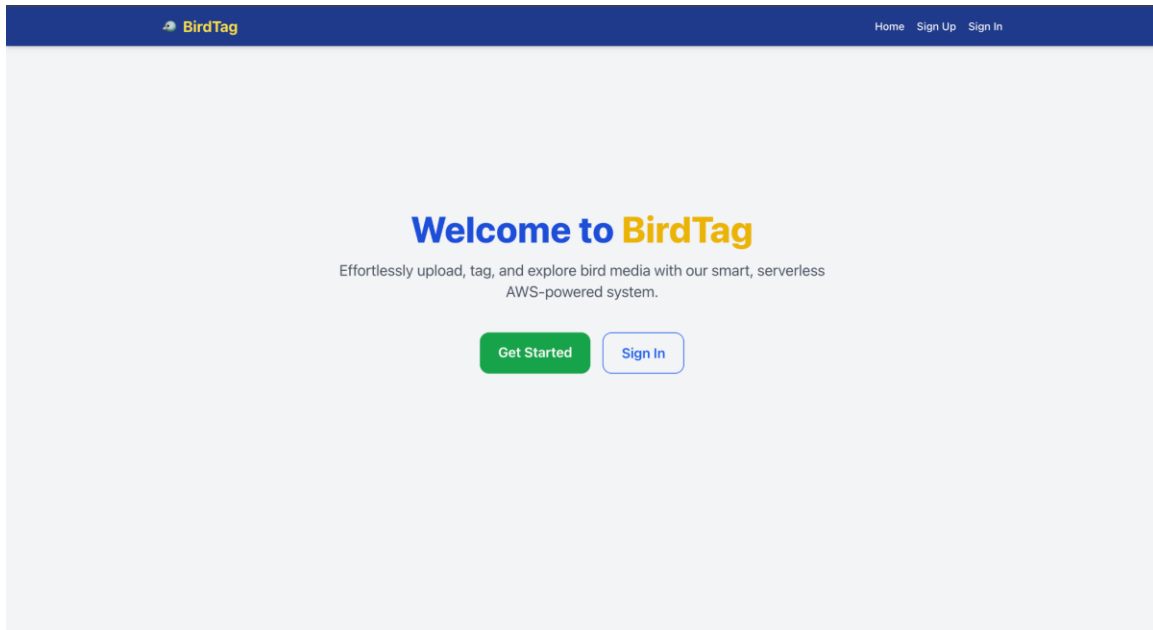 BirdTag
Home Sign Up Sign In
Welcome to BirdTag
Effortlessly upload, tag, and explore bird media with our smart, serverless
AWS-powered system.
Get Started
Sign In